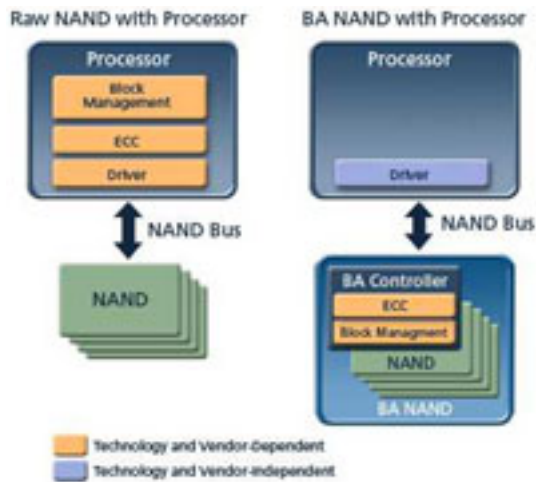 Raw NAND with Processor
Processor
Block
Management
ECC
Driver
NAND Bus
NAND
BA NAND with Processor
Processor
Driver
NAND Bus
BA Controller
ECC
Block Managment
NAND
BA NAND
Technology and Vendor-Dependent
Technology and Vendor-Independent